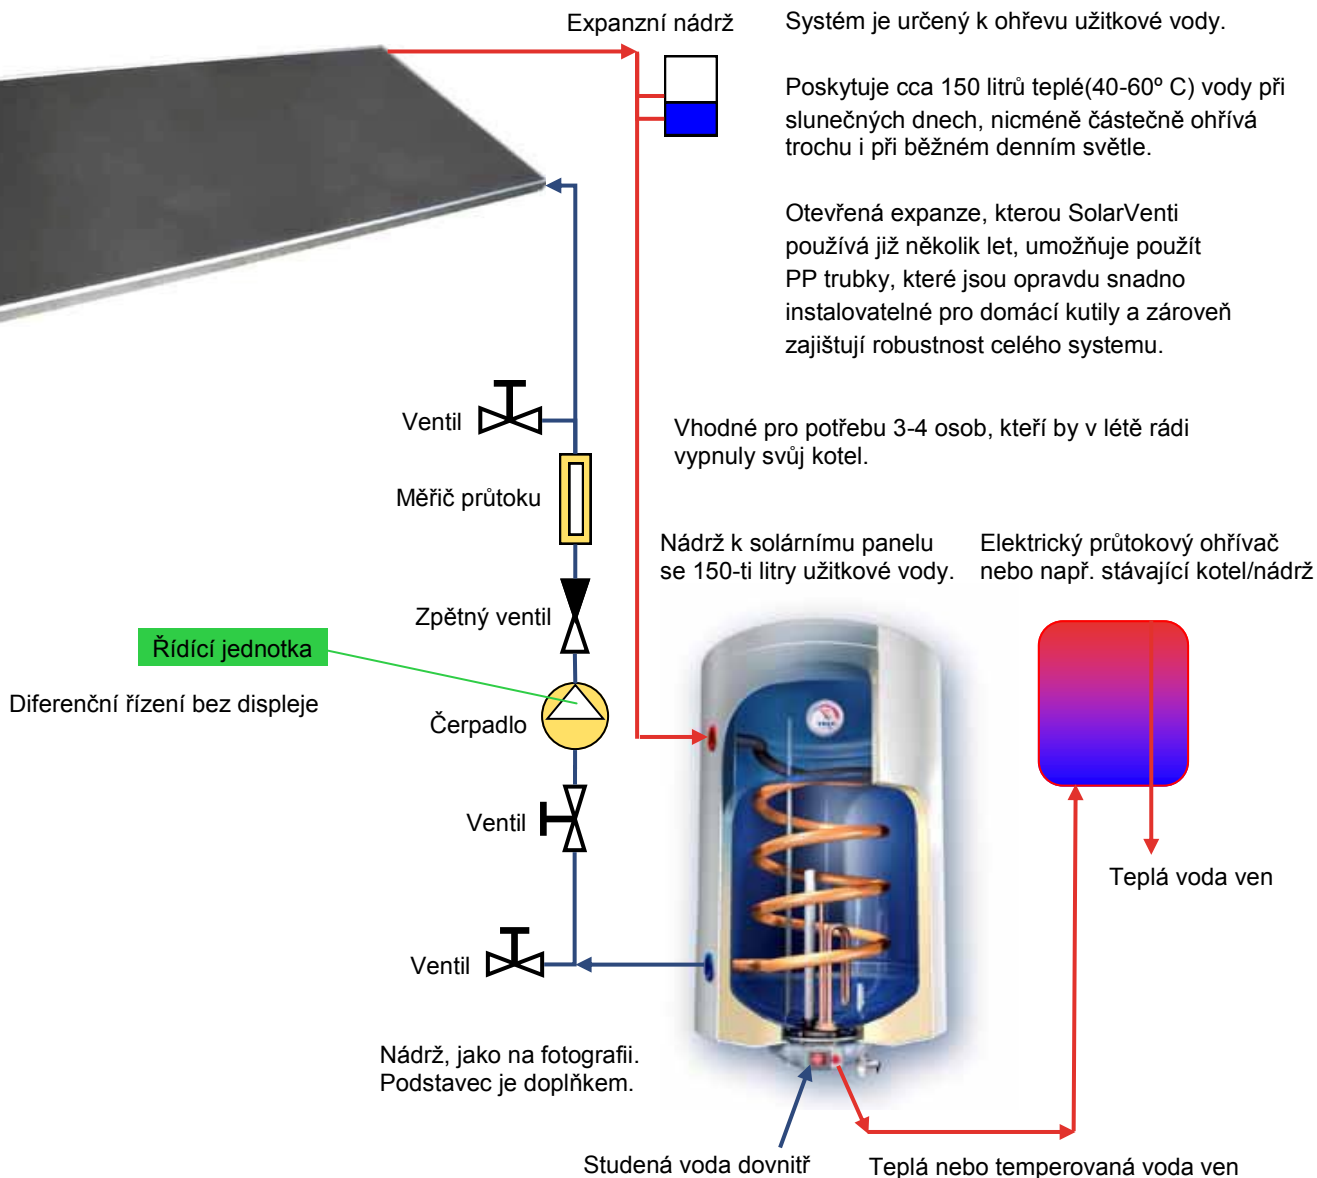 Expanzní nádrž
Systém je určený k ohřevu užitkové vody.
Poskytuje cca 150 litrů teplé(40-60º C) vody při
slunečných dnech, nicméně částečně ohřívá
trochu i při běžném denním světle.
Otevřená expanze, kterou SolarVenti
používá již několik let, umožňuje použít
PP trubky, které jsou opravdu snadno
instalovatelné pro domácí kutily a zároveň
zajištují robustnost celého systemu.
Ventil
Vhodné pro potřebu 3-4 osob, kteří by v létě rádi
vypnuly svůj kotel.
Měřič průtoku
Nádrž k solárnímu panelu
se 150-ti litry užitkové vody.
Elektrický průtokový ohřívač
nebo např. stávající kotel/nádrž
Zpětný ventil
Řídící jednotka
Diferenční řízení bez displeje
Čerpadlo
Ventil
Teplá voda ven
Ventil
Nádrž, jako na fotografii.
Podstavec je doplňkem.
Studená voda dovnitř
Teplá nebo temperovaná voda ven